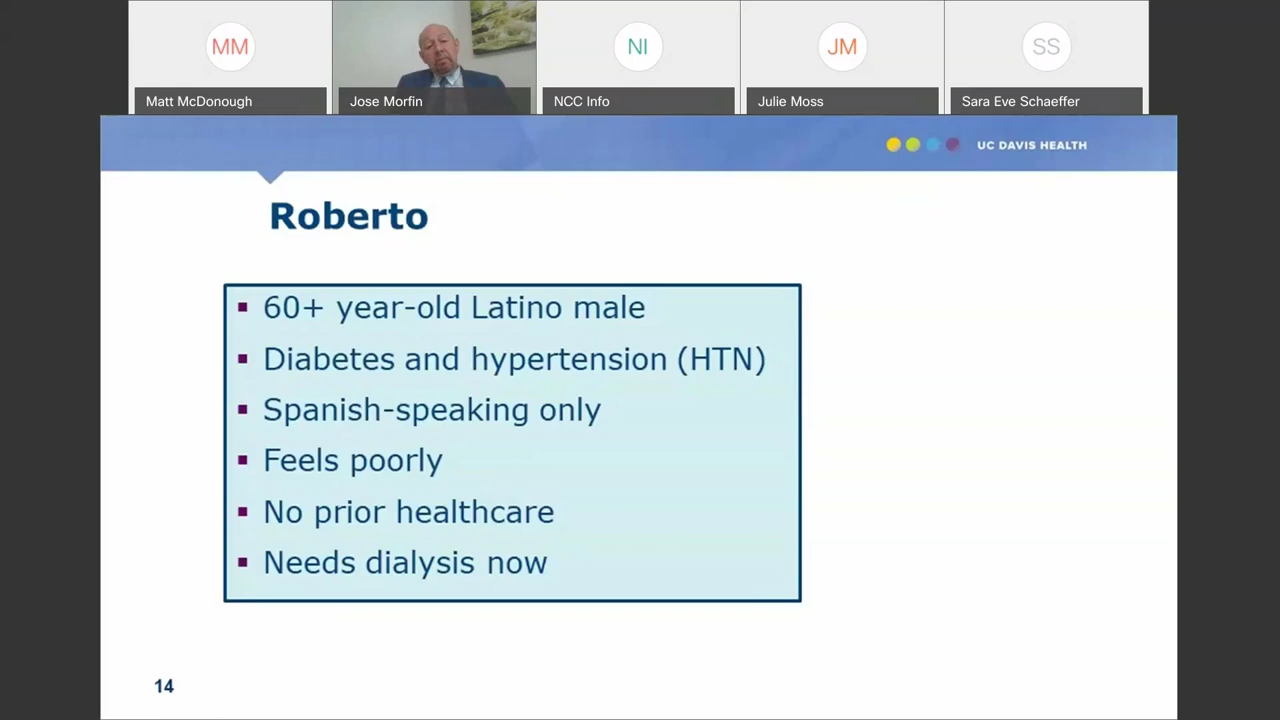 MM
NI
JM
SS
Matt McDonough
Jose Morfin
NCC Info
Julie Moss
Sara Eve Schaeffer
UC DAVIS HEALTH
Roberto
▪ 60+ year-old Latino male
▪ Diabetes and hypertension (HTN)
▪ Spanish-speaking only
▪ Feels poorly
▪ No prior healthcare
▪ Needs dialysis now
14